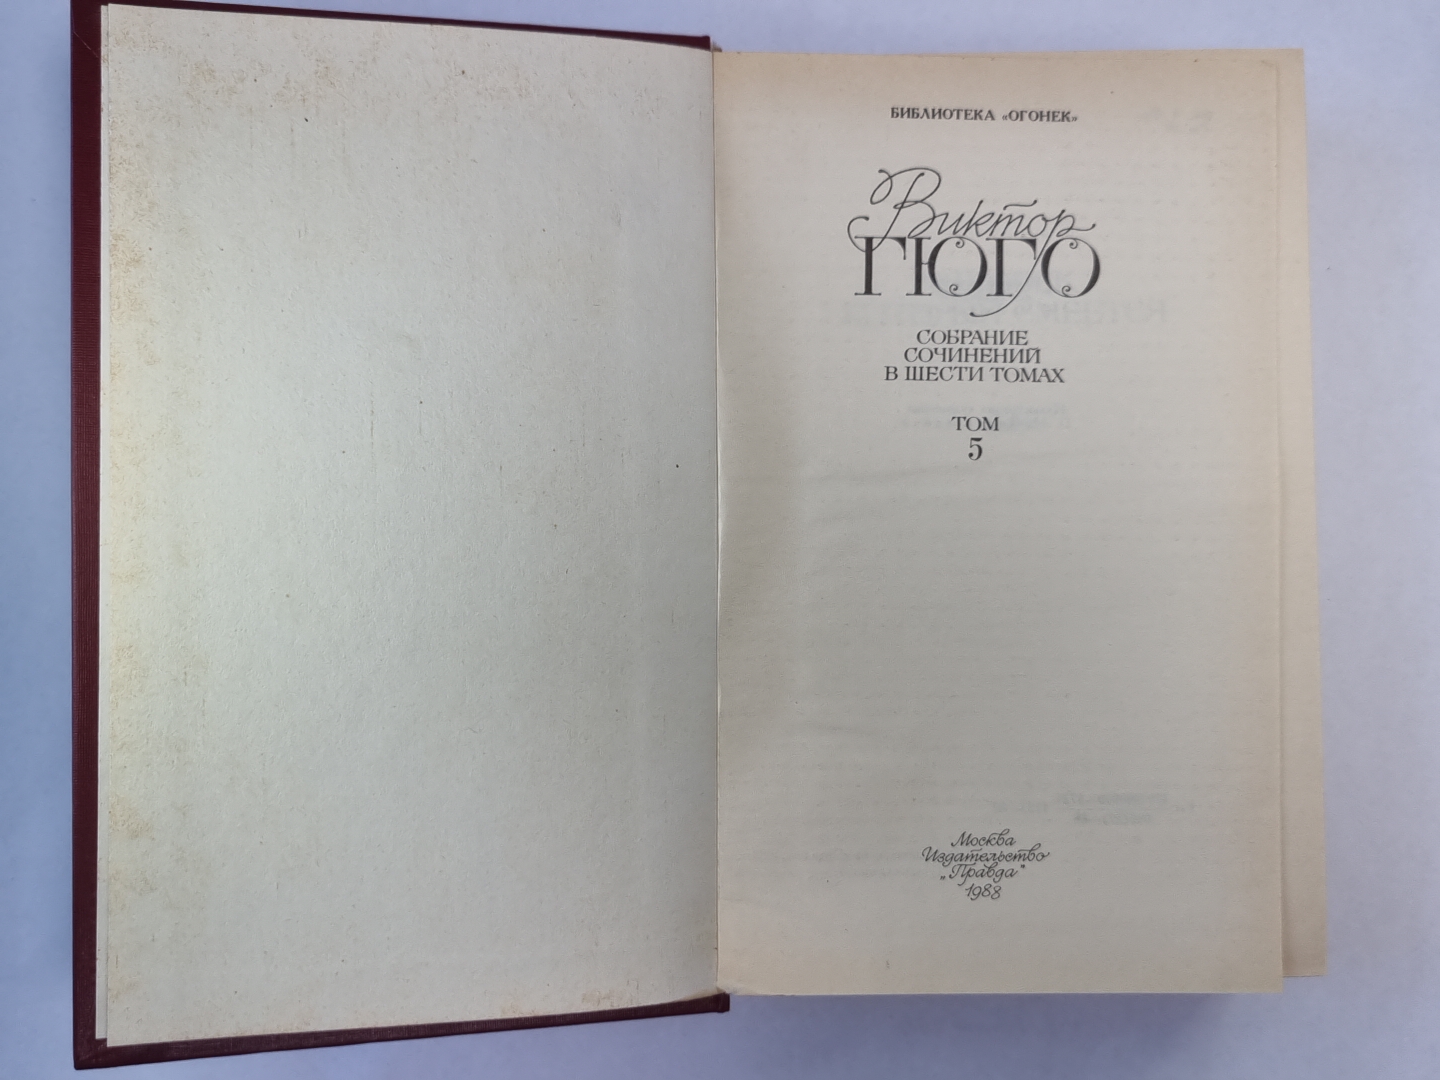 БИБЛИОТЕКА «ОГОНЕК»
Виктор
ГЮГО
СОБРАНИЕ
СОЧИНЕНИЙ
В ШЕСТИ ТОМАХ
ТОМ
5
Москва
Издательство
„Правда"
1988